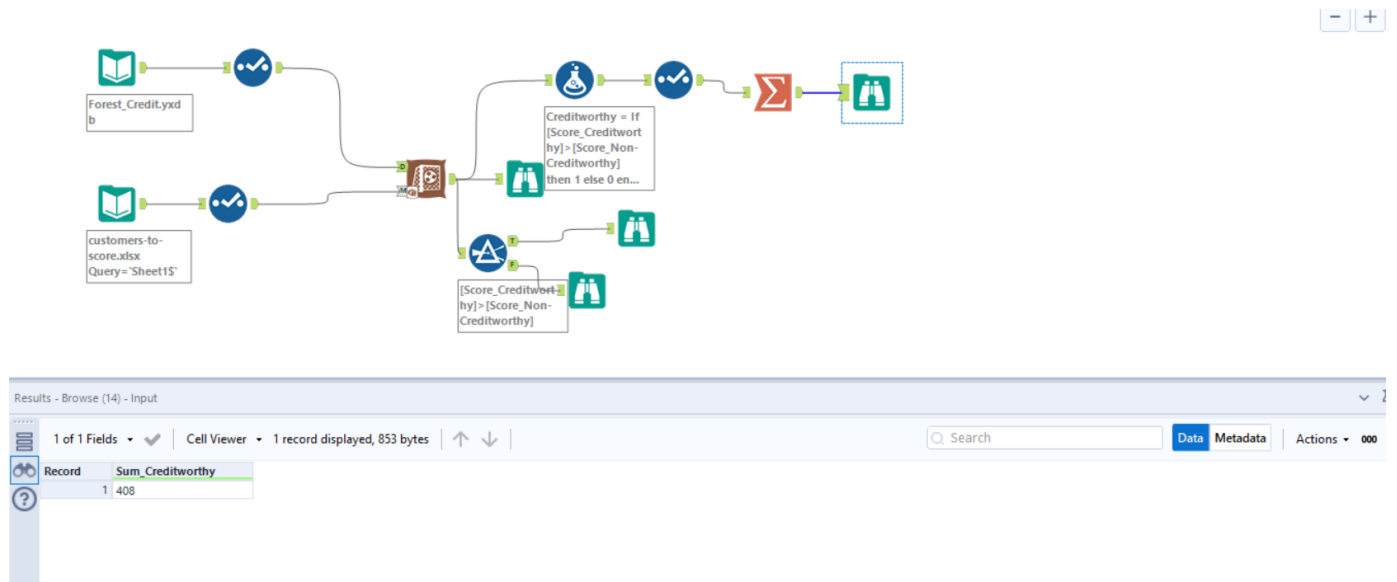 Forest_Credit.yxd
b
Creditworthy = If
[Score_Creditwort
hy]>[Score_Non-
Creditworthy]
then 1 else 0 en...
D
M
customers-to-
score.xlsx
Query=`Sheet1$`
T
F
[Score_Creditwort-
hy]>[Score_Non-
Creditworthy]
Results - Browse (14) - Input
1 of 1 Fields
Cell Viewer
1 record displayed, 853 bytes
Search
Data
Metadata
Actions
000
Record
Sum_Creditworthy
1
408